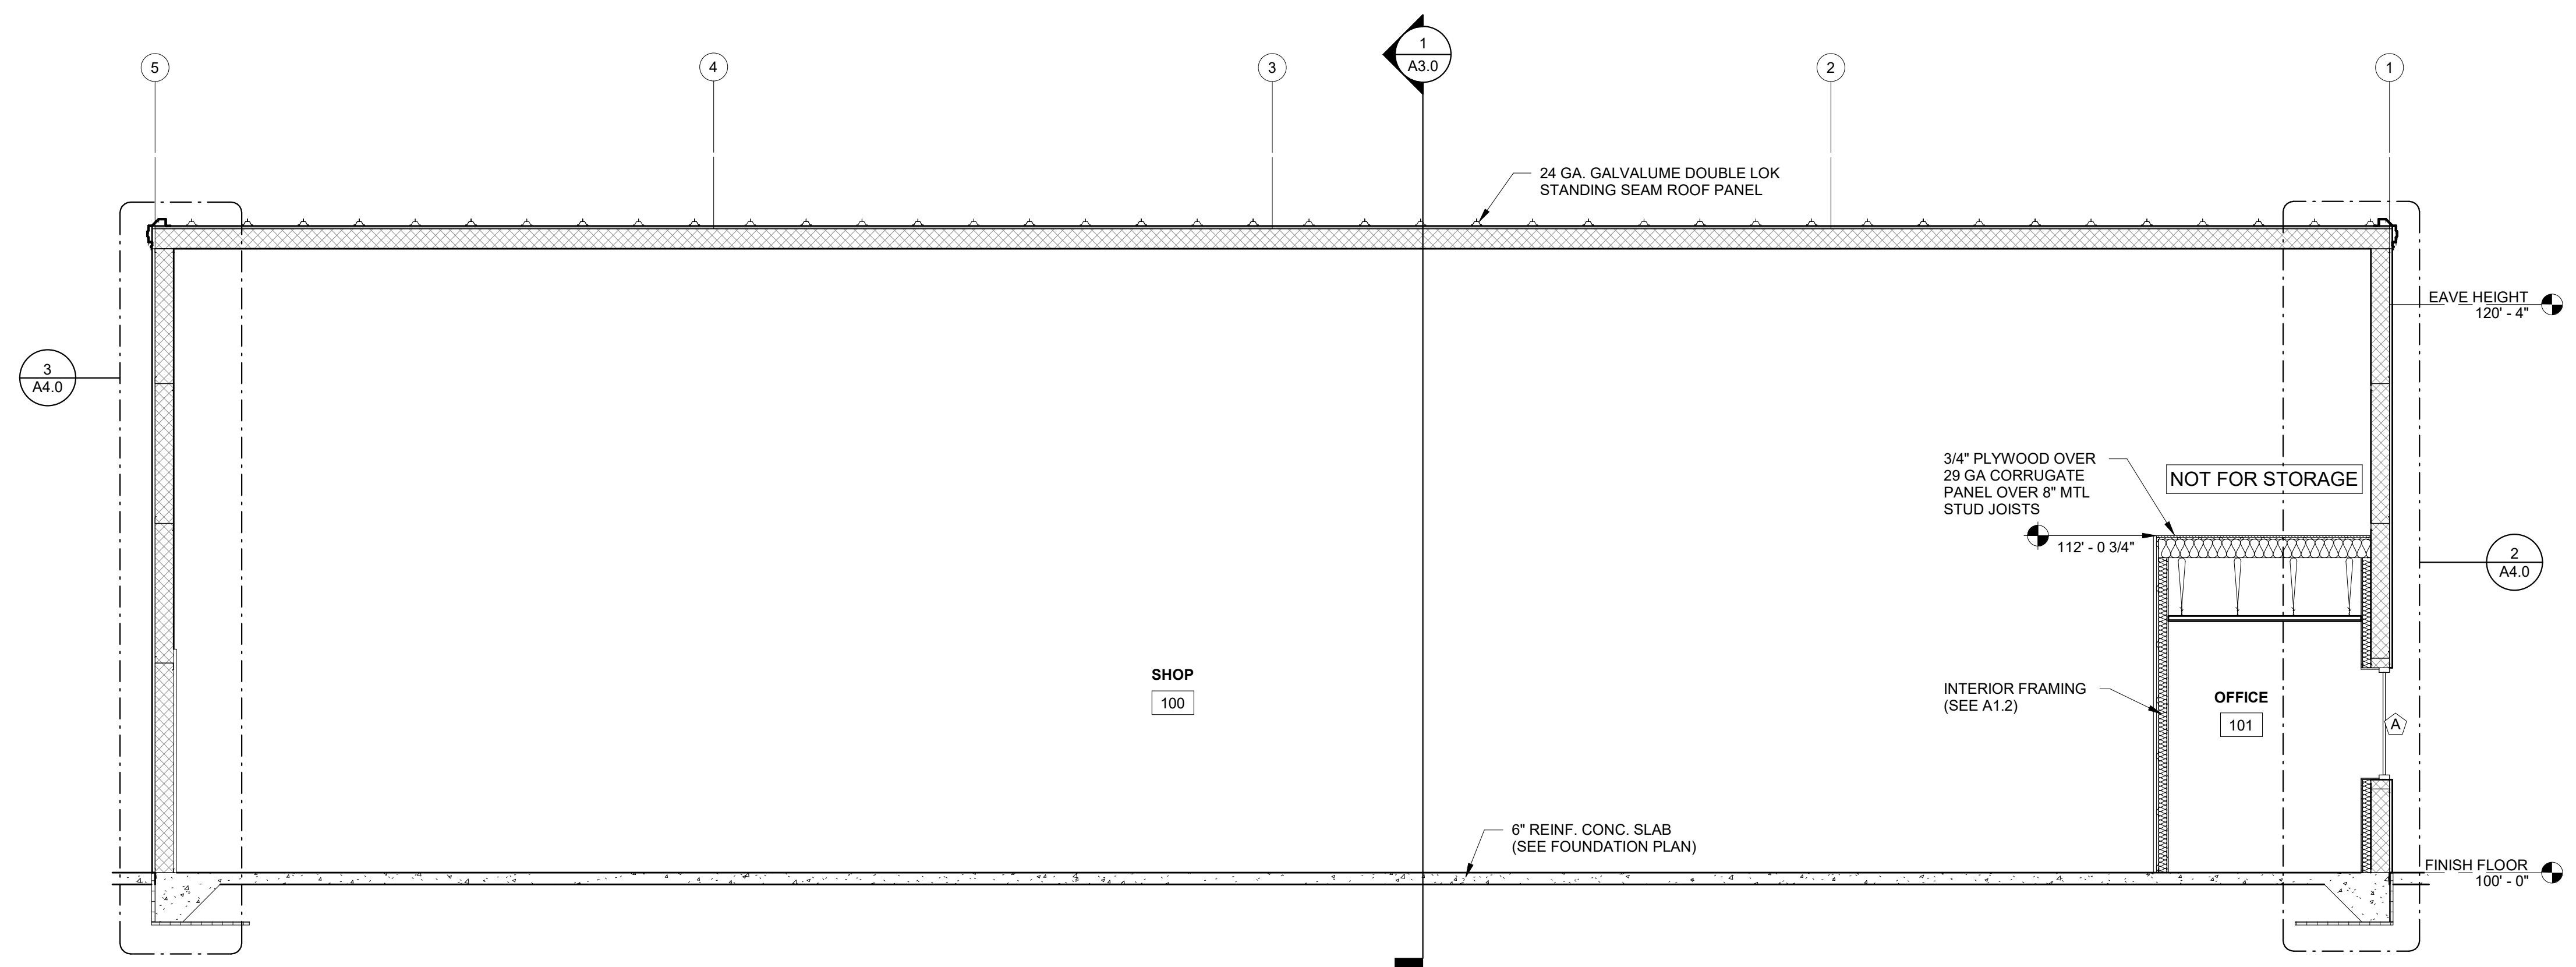 5
4
3
1
A3.0
2
1
24 GA. GALVALUME DOUBLE LOK
STANDING SEAM ROOF PANEL
EAVE HEIGHT
120' - 4"
3
A4.0
3/4" PLYWOOD OVER
29 GA CORRUGATE
PANEL OVER 8" MTL
STUD JOISTS
NOT FOR STORAGE
112' - 0 3/4"
2
A4.0
SHOP
100
INTERIOR FRAMING
(SEE A1.2)
OFFICE
101
A
6" REINF. CONC. SLAB
(SEE FOUNDATION PLAN)
FINISH FLOOR
100' - 0"